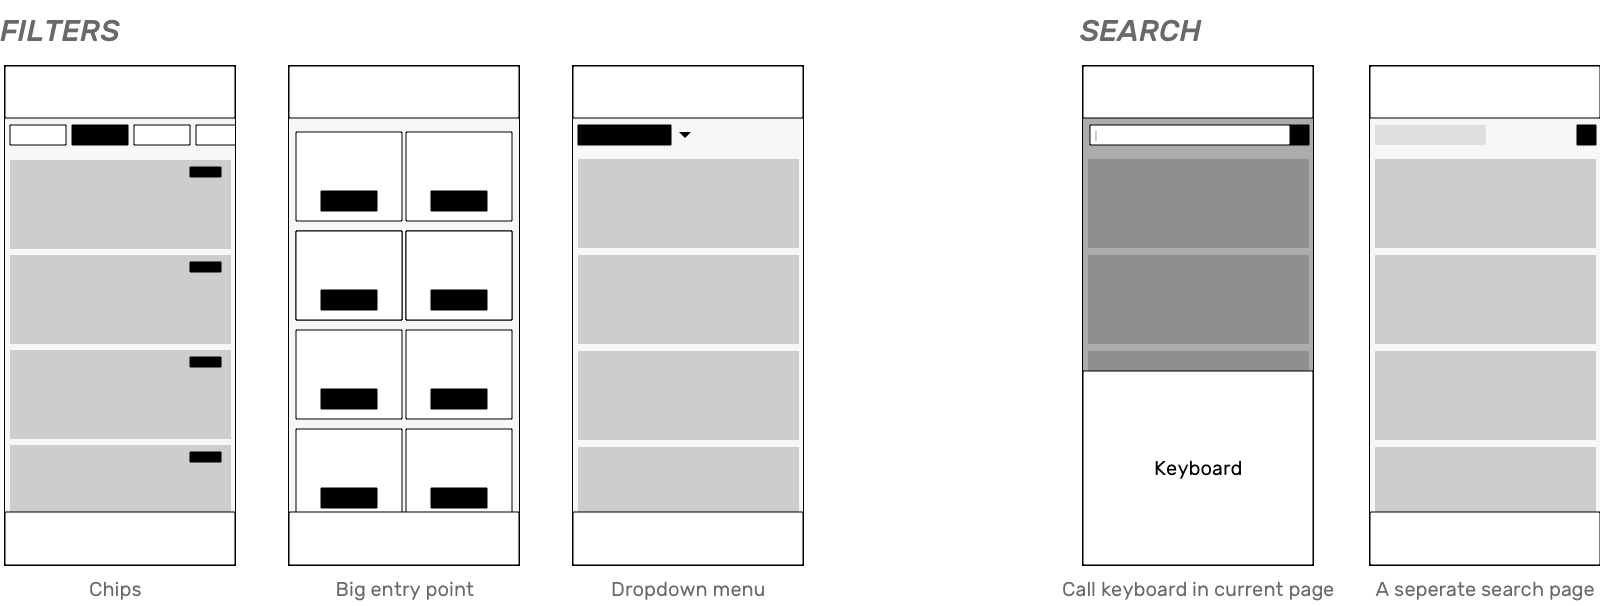 FILTERS
SEARCH
Keyboard
Chips
Big entry point
Dropdown menu
Call keyboard in current page
A seperate search page